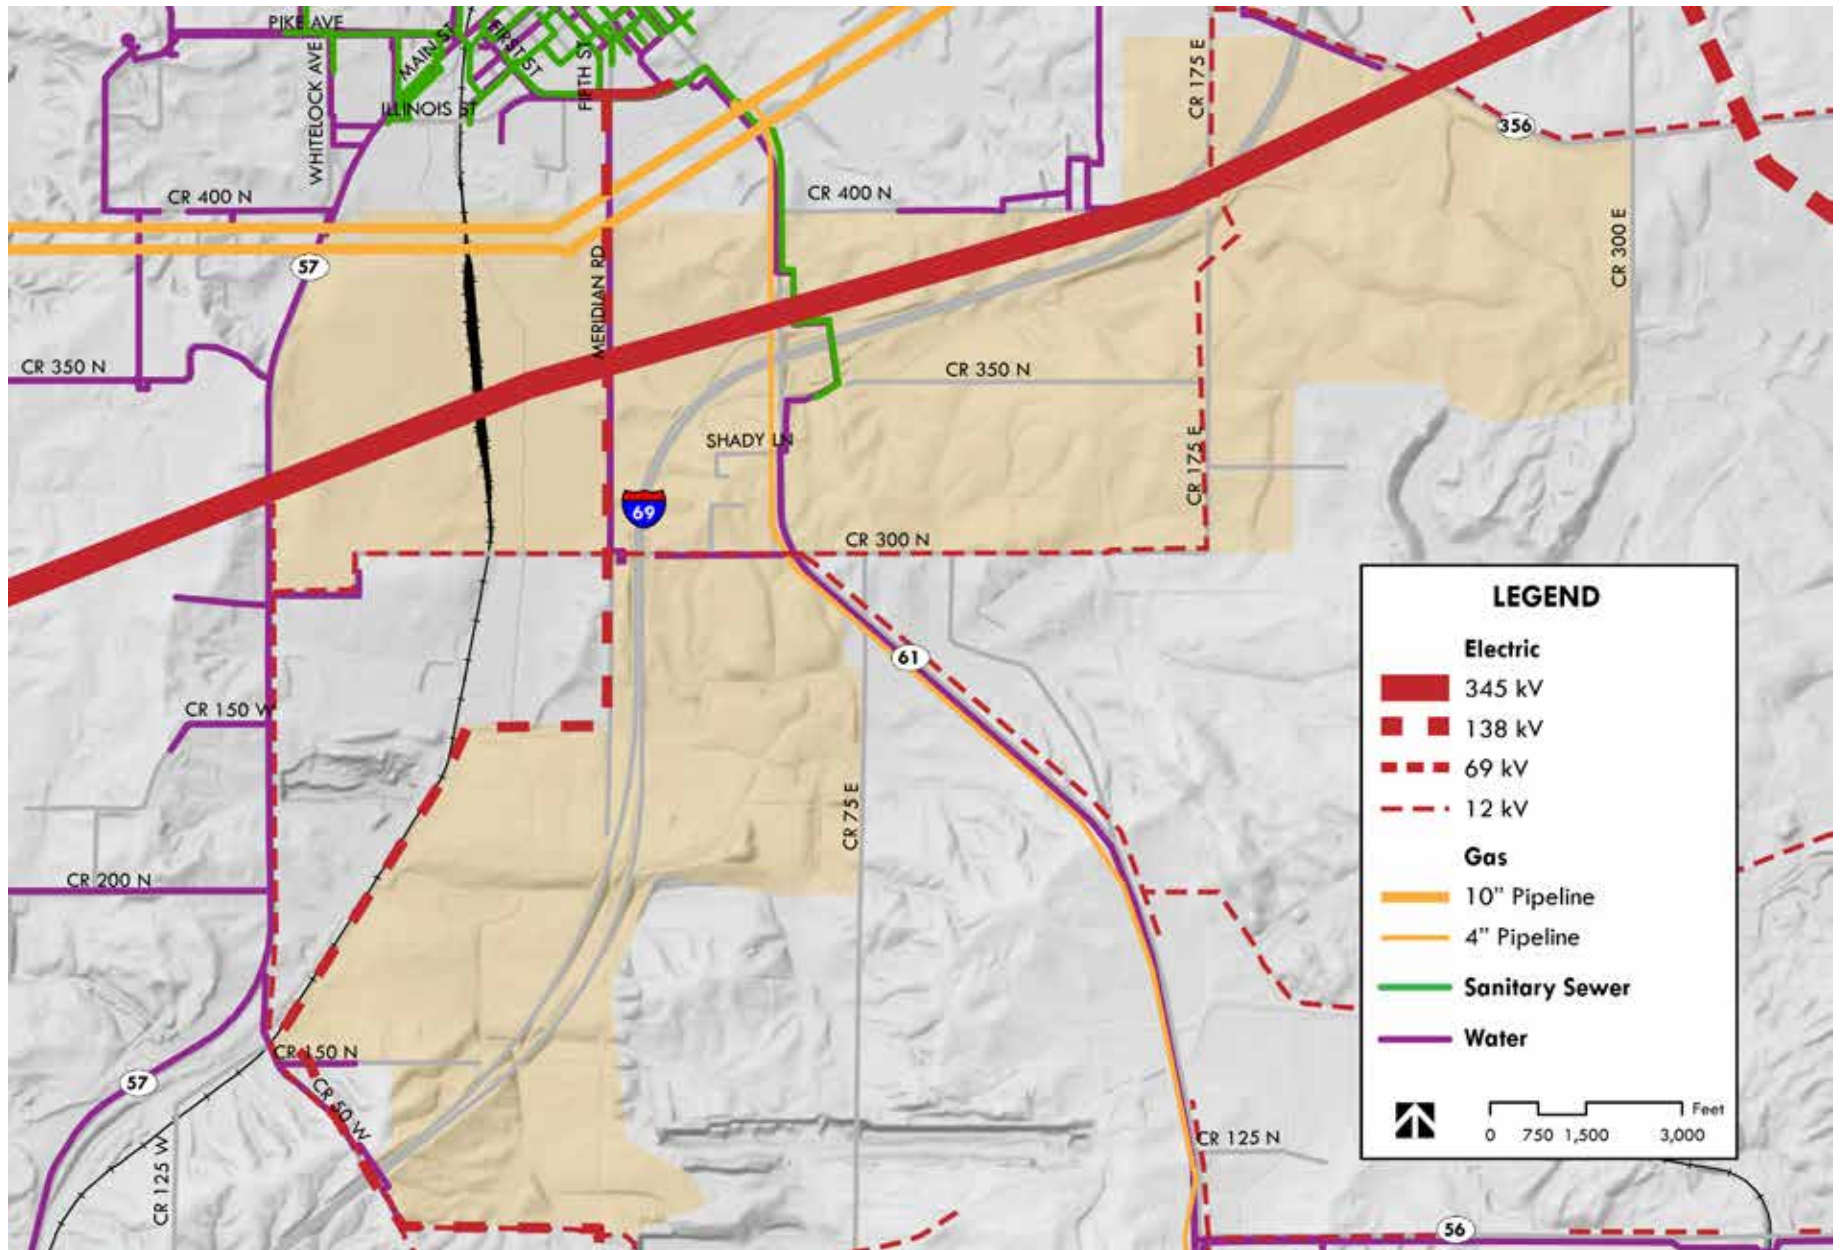 PIKE AVE
MAIN ST
FIRST ST
FIFTH ST
WHITELOCK AVE
ILLINOIS ST
CR 175 E
356
CR 400 N
CR 400 N
57
MERIDIAN RD
CR 300 E
CR 350 N
CR 350 N
SHADY LN
CR 175 E
69
CR 300 N
61
CR 150 W
CR 75 E
CR 200 N
CR 150 N
57
CR 50 W
CR 125 W
CR 125 N
56
LEGEND
Electric
345 kV
138 kV
69 kV
12 kV
Gas
10" Pipeline
4" Pipeline
Sanitary Sewer
Water
Feet
0 750 1,500 3,000